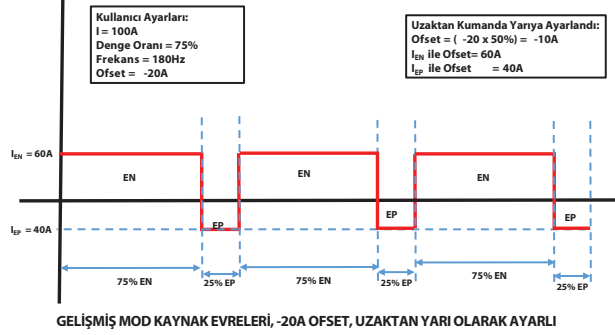 Kullanıcı Ayarları:
I = 100A
Denge Oranı = 75%
Frekans = 180Hz
Ofset = -20A
Uzaktan Kumanda Yarıya Ayarlandı:
Ofset = ( -20 x 50%) = -10A
IEN ile Ofset= 60A
IEP ile Ofset = 40A
IEN = 60A
EN
EN
EN
EP
EP
EP
IEP = 40A
75% EN
25% EP
75% EN
25% EP
75% EN
25% EP
GELİŞMİŞ MOD KAYNAK EVRELERİ, -20A OFSET, UZAKTAN YARI OLARAK AYARLI